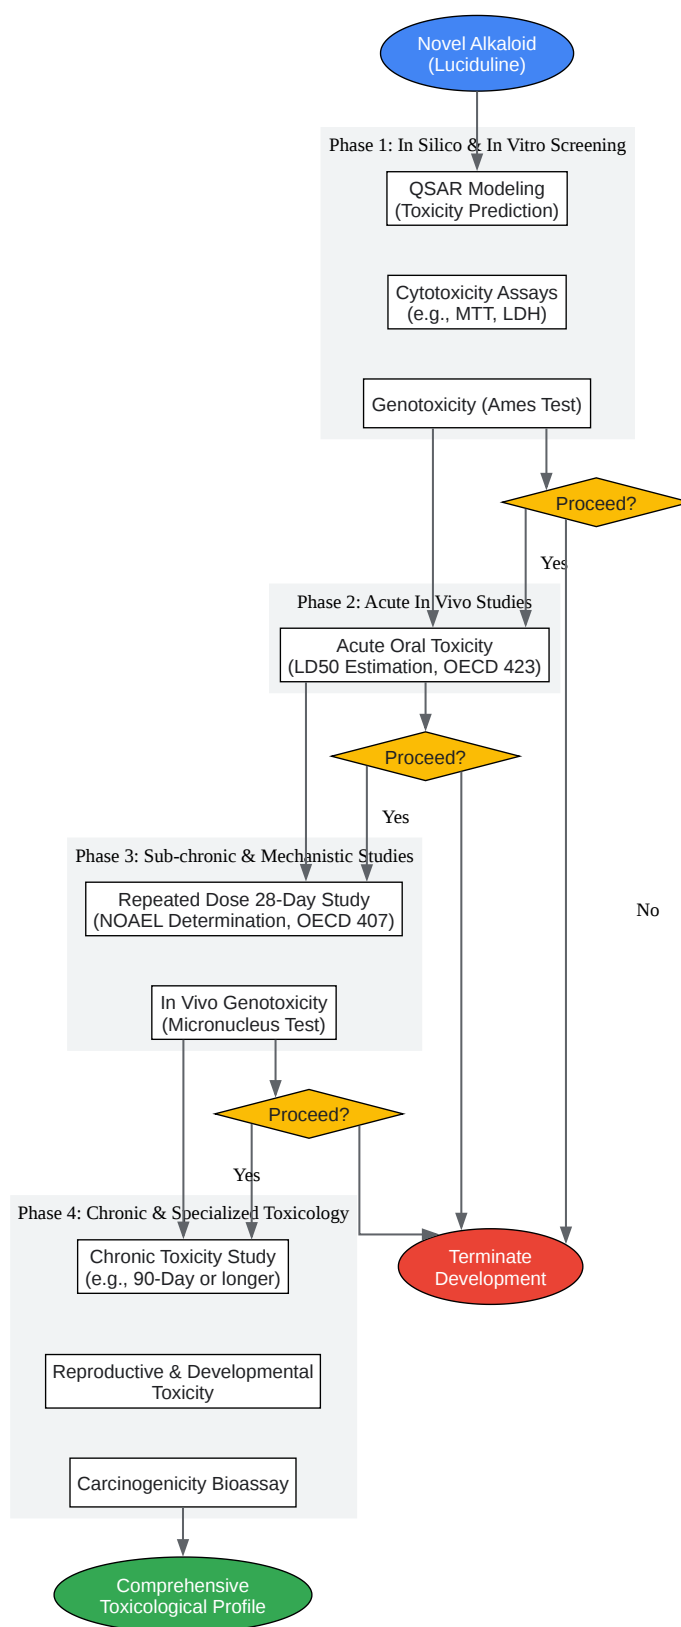 Novel Alkaloid
(Luciduline)
Phase 1: In Silico & In Vitro Screening
QSAR Modeling
(Toxicity Prediction)
Cytotoxicity Assays
(e.g., MTT, LDH)
Genotoxicity (Ames Test)
Proceed?
Yes
Phase 2: Acute In Vivo Studies
Acute Oral Toxicity
(LD50 Estimation, OECD 423)
Proceed?
Yes
Phase 3: Sub-chronic & Mechanistic Studies
Repeated Dose 28-Day Study
(NOAEL Determination, OECD 407)
No
In Vivo Genotoxicity
(Micronucleus Test)
Proceed?
Yes
Phase 4: Chronic & Specialized Toxicology
Chronic Toxicity Study
(e.g., 90-Day or longer)
Terminate
Development
Reproductive & Developmental
Toxicity
Carcinogenicity Bioassay
Comprehensive
Toxicological Profile